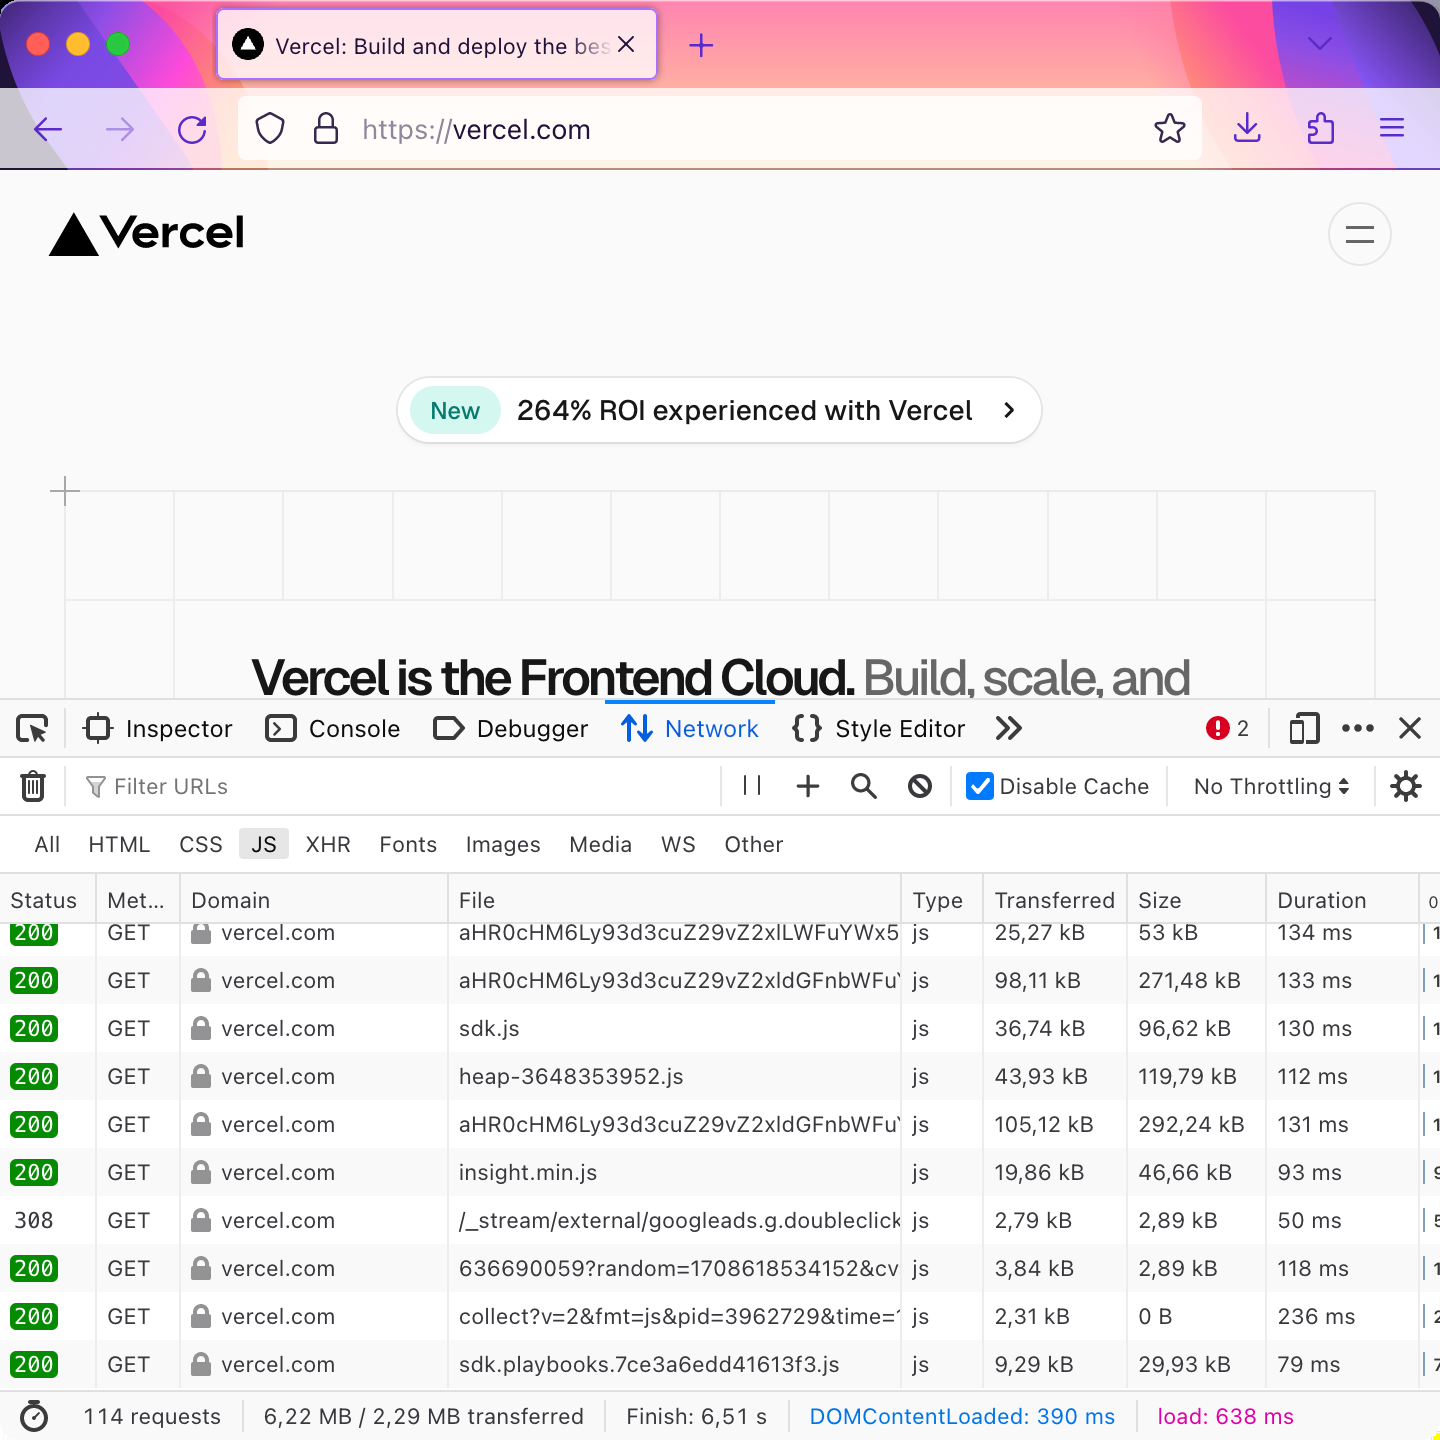 Vercel: Build and deploy the bes
https://vercel.com
Vercel
New 264% ROI experienced with Vercel
Vercel is the Frontend Cloud. Build, scale, and
Inspector Console Debugger Network Style Editor 2
Filter URLs Disable Cache No Throttling
All HTML CSS JS XHR Fonts Images Media WS Other
Status Met... Domain File Type Transferred Size Duration 0
200 GET vercel.com aHR0cHM6Ly93d3cuZ29vZ2xlLWFuYWx5 js 25,27 kB 53 kB 134 ms 1
200 GET vercel.com aHR0cHM6Ly93d3cuZ29vZ2xldGFnbWFu js 98,11 kB 271,48 kB 133 ms 1
200 GET vercel.com sdk.js js 36,74 kB 96,62 kB 130 ms 1
200 GET vercel.com heap-3648353952.js js 43,93 kB 119,79 kB 112 ms 1
200 GET vercel.com aHR0cHM6Ly93d3cuZ29vZ2xldGFnbWFu js 105,12 kB 292,24 kB 131 ms 1
200 GET vercel.com insight.min.js js 19,86 kB 46,66 kB 93 ms 9
308 GET vercel.com /_stream/external/googleads.g.doubleclick js 2,79 kB 2,89 kB 50 ms 5
200 GET vercel.com 636690059?random=1708618534152&cv js 3,84 kB 2,89 kB 118 ms 1
200 GET vercel.com collect?v=2&fmt=js&pid=3962729&time=1 js 2,31 kB 0 B 236 ms 2
200 GET vercel.com sdk.playbooks.7ce3a6edd41613f3.js js 9,29 kB 29,93 kB 79 ms 7
114 requests 6,22 MB / 2,29 MB transferred Finish: 6,51 s DOMContentLoaded: 390 ms load: 638 ms